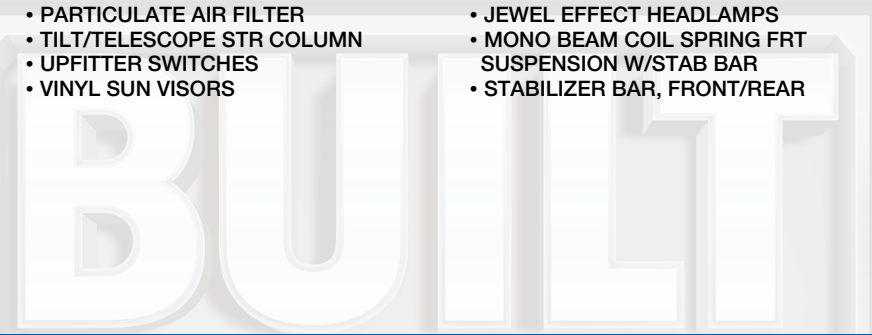 • PARTICULATE AIR FILTER
• TILT/TELESCOPE STR COLUMN
• UPFITTER SWITCHES
• VINYL SUN VISORS
• JEWEL EFFECT HEADLAMPS
• MONO BEAM COIL SPRING FRT
SUSPENSION W/STAB BAR
• STABILIZER BAR, FRONT/REAR
BUILT